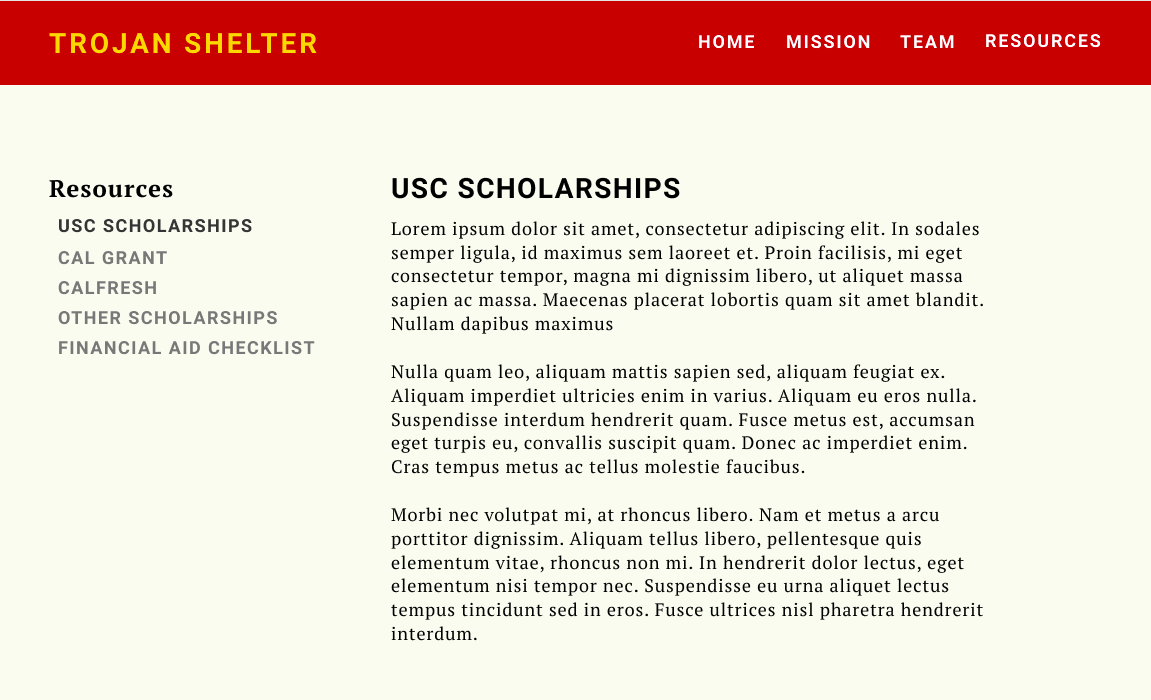 TROJAN SHELTER
HOME MISSION TEAM RESOURCES
Resources
USC SCHOLARSHIPS
CAL GRANT
CALFRESH
OTHER SCHOLARSHIPS
FINANCIAL AID CHECKLIST
USC SCHOLARSHIPS
Lorem ipsum dolor sit amet, consectetur adipiscing elit. In sodales
semper ligula, id maximus sem laoreet et. Proin facilisis, mi eget
consectetur tempor, magna mi dignissim libero, ut aliquet massa
sapien ac massa. Maecenas placerat lobortis quam sit amet blandit.
Nullam dapibus maximus
Nulla quam leo, aliquam mattis sapien sed, aliquam feugiat ex.
Aliquam imperdiet ultricies enim in varius. Aliquam eu eros nulla.
Suspendisse interdum hendrerit quam. Fusce metus est, accumsan
eget turpis eu, convallis suscipit quam. Donec ac imperdiet enim.
Cras tempus metus ac tellus molestie faucibus.
Morbi nec volutpat mi, at rhoncus libero. Nam et metus a arcu
porttitor dignissim. Aliquam tellus libero, pellentesque quis
elementum vitae, rhoncus non mi. In hendrerit dolor lectus, eget
elementum nisi tempor nec. Suspendisse eu urna aliquet lectus
tempus tincidunt sed in eros. Fusce ultrices nisl pharetra hendrerit
interdum.